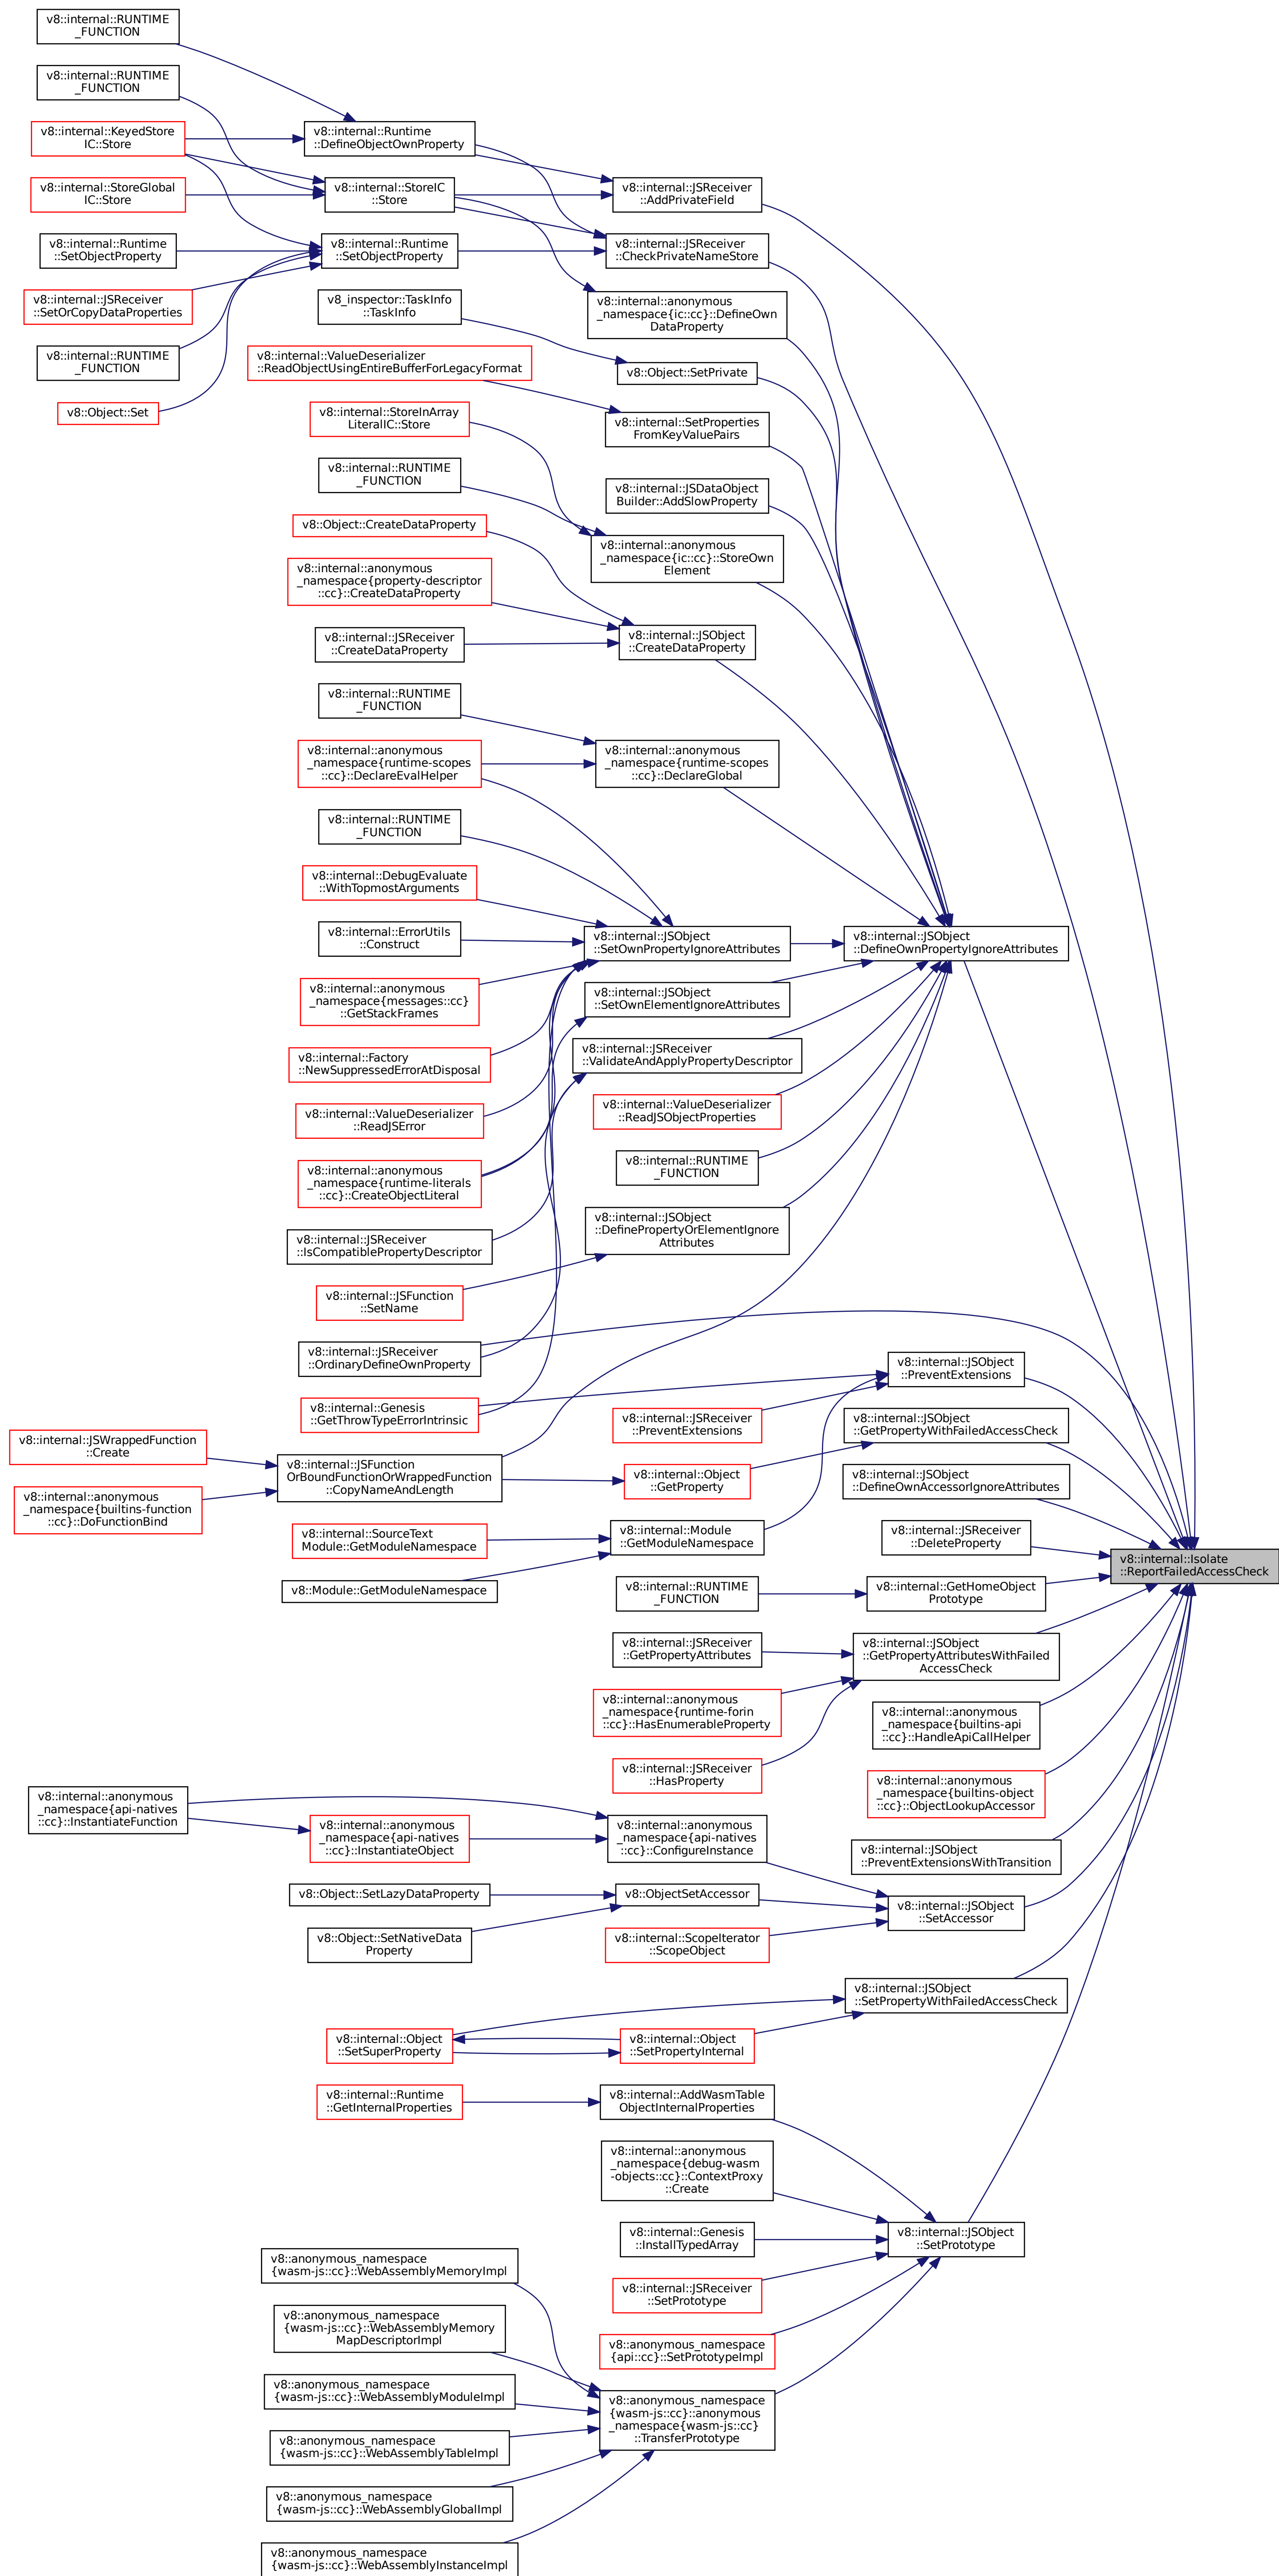 v8::internal::RUNTIME
_FUNCTION
v8::internal::RUNTIME
_FUNCTION
v8::internal::KeyedStore
IC::Store
v8::internal::StoreGlobal
IC::Store
v8::internal::Runtime
::SetObjectProperty
v8::internal::JSReceiver
::SetOrCopyDataProperties
v8::internal::RUNTIME
_FUNCTION
v8::Object::Set
v8::internal::Runtime
::DefineObjectOwnProperty
v8::internal::StoreIC
::Store
v8::internal::Runtime
::SetObjectProperty
v8_inspector::TaskInfo
::TaskInfo
v8::internal::ValueDeserializer
::ReadObjectUsingEntireBufferForLegacyFormat
v8::internal::StoreInArray
LiteralIC::Store
v8::internal::RUNTIME
_FUNCTION
v8::Object::CreateDataProperty
v8::internal::anonymous
_namespace{property-descriptor
::cc}::CreateDataProperty
v8::internal::JSReceiver
::CreateDataProperty
v8::internal::RUNTIME
_FUNCTION
v8::internal::anonymous
_namespace{runtime-scopes
::cc}::DeclareEvalHelper
v8::internal::RUNTIME
_FUNCTION
v8::internal::DebugEvaluate
::WithTopmostArguments
v8::internal::ErrorUtils
::Construct
v8::internal::anonymous
_namespace{messages::cc}
::GetStackFrames
v8::internal::Factory
::NewSuppressedErrorAtDisposal
v8::internal::ValueDeserializer
::ReadJSError
v8::internal::anonymous
_namespace{runtime-literals
::cc}::CreateObjectLiteral
v8::internal::JSReceiver
::IsCompatiblePropertyDescriptor
v8::internal::JSFunction
::SetName
v8::internal::JSReceiver
::OrdinaryDefineOwnProperty
v8::internal::Genesis
::GetThrowTypeErrorIntrinsic
v8::internal::JSWrappedFunction
::Create
v8::internal::anonymous
_namespace{builtins-function
::cc}::DoFunctionBind
v8::internal::JSFunction
OrBoundFunctionOrWrappedFunction
::CopyNameAndLength
v8::internal::SourceText
Module::GetModuleNamespace
v8::Module::GetModuleNamespace
v8::internal::JSReceiver
::AddPrivateField
v8::internal::JSReceiver
::CheckPrivateNameStore
v8::internal::anonymous
_namespace{ic::cc}::DefineOwn
DataProperty
v8::Object::SetPrivate
v8::internal::SetProperties
FromKeyValuePairs
v8::internal::JSDataObject
Builder::AddSlowProperty
v8::internal::anonymous
_namespace{ic::cc}::StoreOwn
Element
v8::internal::JSObject
::CreateDataProperty
v8::internal::anonymous
_namespace{runtime-scopes
::cc}::DeclareGlobal
v8::internal::JSObject
::SetOwnPropertyIgnoreAttributes
v8::internal::JSObject
::SetOwnElementIgnoreAttributes
v8::internal::JSReceiver
::ValidateAndApplyPropertyDescriptor
v8::internal::ValueDeserializer
::ReadJSObjectProperties
v8::internal::RUNTIME
_FUNCTION
v8::internal::JSObject
::DefinePropertyOrElementIgnore
Attributes
v8::internal::JSObject
::DefineOwnPropertyIgnoreAttributes
v8::internal::JSObject
::PreventExtensions
v8::internal::JSReceiver
::PreventExtensions
v8::internal::JSObject
::GetPropertyWithFailedAccessCheck
v8::internal::Object
::GetProperty
v8::internal::JSObject
::DefineOwnAccessorIgnoreAttributes
v8::internal::Module
::GetModuleNamespace
v8::internal::JSReceiver
::DeleteProperty
v8::internal::Isolate
::ReportFailedAccessCheck
v8::internal::RUNTIME
_FUNCTION
v8::internal::GetHomeObject
Prototype
v8::internal::JSReceiver
::GetPropertyAttributes
v8::internal::JSObject
::GetPropertyAttributesWithFailed
AccessCheck
v8::internal::anonymous
_namespace{runtime-forin
::cc}::HasEnumerableProperty
v8::internal::anonymous
_namespace{builtins-api
::cc}::HandleApiCallHelper
v8::internal::JSReceiver
::HasProperty
v8::internal::anonymous
_namespace{builtins-object
::cc}::ObjectLookupAccessor
v8::internal::anonymous
_namespace{api-natives
::cc}::InstantiateFunction
v8::internal::anonymous
_namespace{api-natives
::cc}::InstantiateObject
v8::internal::anonymous
_namespace{api-natives
::cc}::ConfigureInstance
v8::internal::JSObject
::PreventExtensionsWithTransition
v8::Object::SetLazyDataProperty
v8::ObjectSetAccessor
v8::internal::JSObject
::SetAccessor
v8::Object::SetNativeData
Property
v8::internal::ScopeIterator
::ScopeObject
v8::internal::JSObject
::SetPropertyWithFailedAccessCheck
v8::internal::Object
::SetSuperProperty
v8::internal::Object
::SetPropertyInternal
v8::internal::Runtime
::GetInternalProperties
v8::internal::AddWasmTable
ObjectInternalProperties
v8::internal::anonymous
_namespace{debug-wasm
-objects::cc}::ContextProxy
::Create
v8::internal::Genesis
::InstallTypedArray
v8::internal::JSObject
::SetPrototype
v8::internal::JSReceiver
::SetPrototype
v8::anonymous_namespace
{api::cc}::SetPrototypeImpl
v8::anonymous_namespace
{wasm-js::cc}::WebAssemblyMemoryImpl
v8::anonymous_namespace
{wasm-js::cc}::WebAssemblyMemory
MapDescriptorImpl
v8::anonymous_namespace
{wasm-js::cc}::WebAssemblyModuleImpl
v8::anonymous_namespace
{wasm-js::cc}::anonymous
_namespace{wasm-js::cc}
::TransferPrototype
v8::anonymous_namespace
{wasm-js::cc}::WebAssemblyTableImpl
v8::anonymous_namespace
{wasm-js::cc}::WebAssemblyGlobalImpl
v8::anonymous_namespace
{wasm-js::cc}::WebAssemblyInstanceImpl